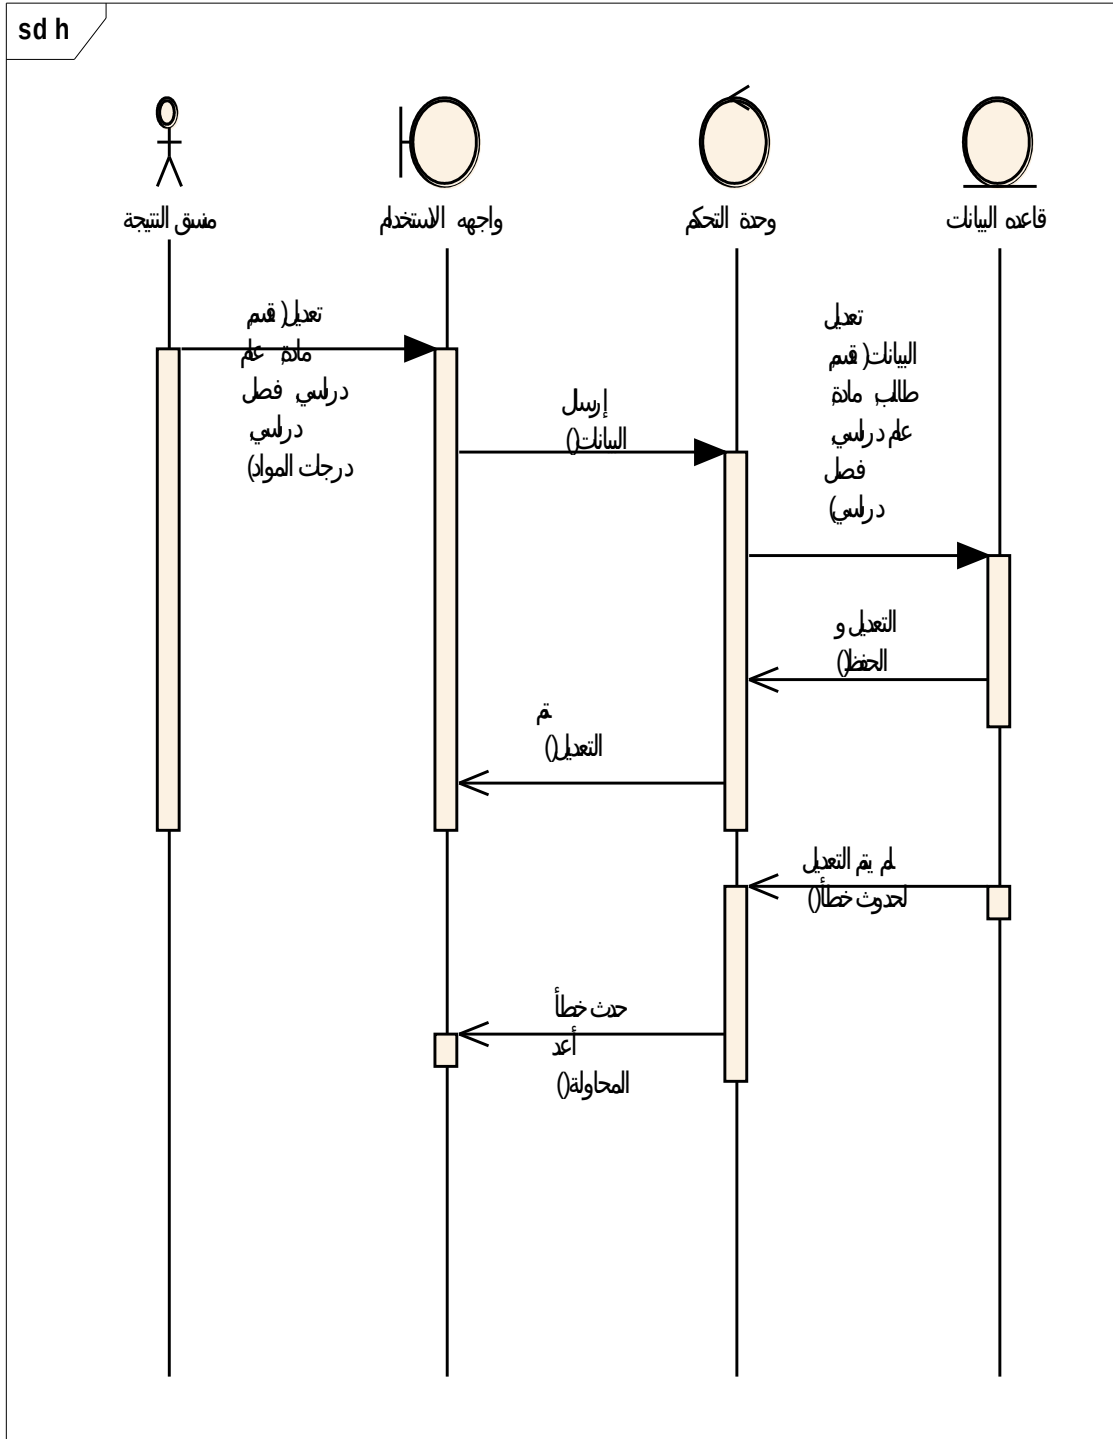 sd h
منسق النتيجة
واجهه الاستخدام
وحدة التحكم
قاعده البيانات
تعديل( قسم,
مادة, عام
دراسي, فصل
دراسي,
درجات المواد)
إرسال
البيانات()
تعديل
البيانات( قسم,
طالب, مادة,
عام دراسي,
فصل
دراسي)
التعديل و
الحفظ()
تم
التعديل()
لم يتم التعديل
لحدوث خطأ()
حدث خطأ
أعد
المحاولة()